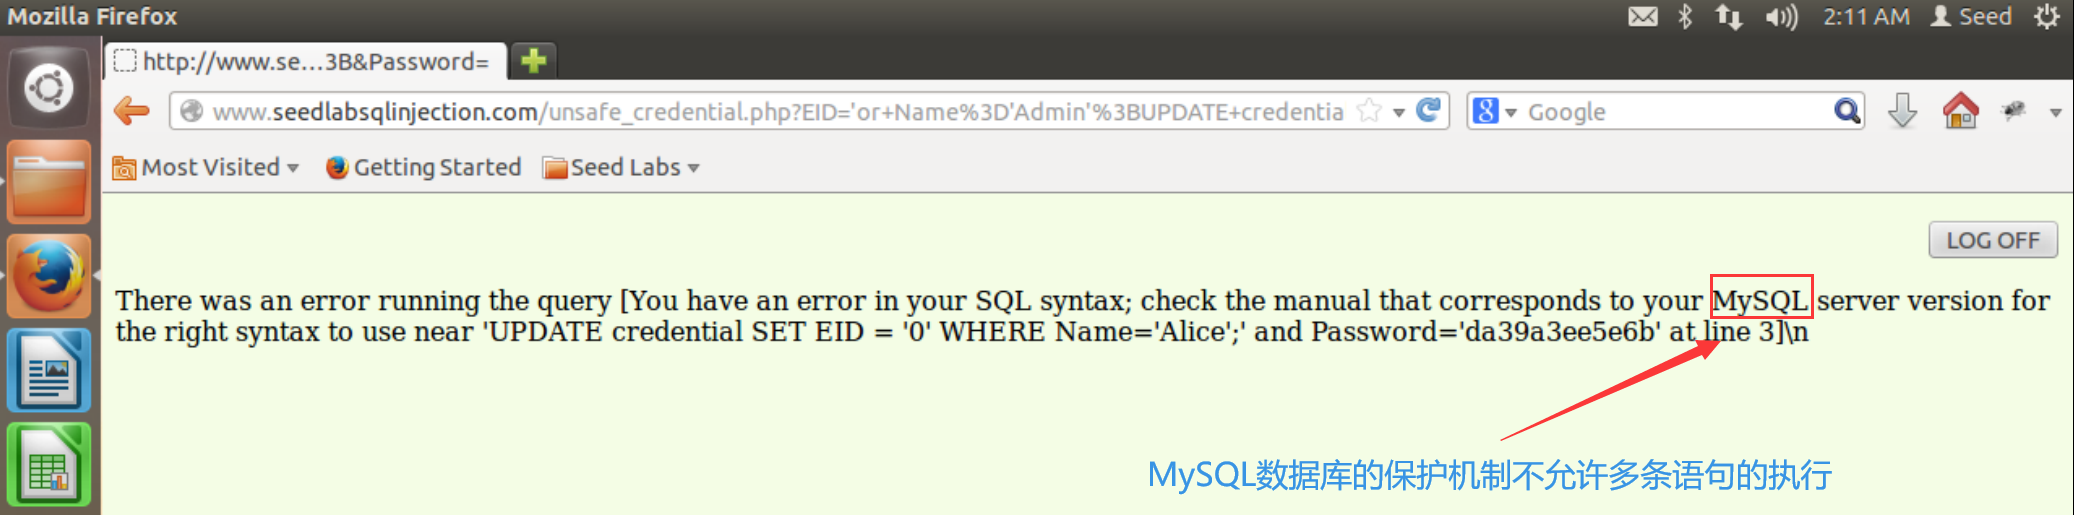 Mozilla Firefox
2:11 AM Seed
http://www.se...3B&Password=
www.seedlabsqlinjection.com/unsafe_credential.php?EID='or+Name%3D'Admin'%3BUPDATE+credentia
Google
Most Visited Getting Started Seed Labs
LOG OFF
There was an error running the query [You have an error in your SQL syntax; check the manual that corresponds to your MySQL server version for
the right syntax to use near 'UPDATE credential SET EID = '0' WHERE Name='Alice';' and Password='da39a3ee5e6b' at line 3]\n
MySQL数据库的保护机制不允许多条语句的执行